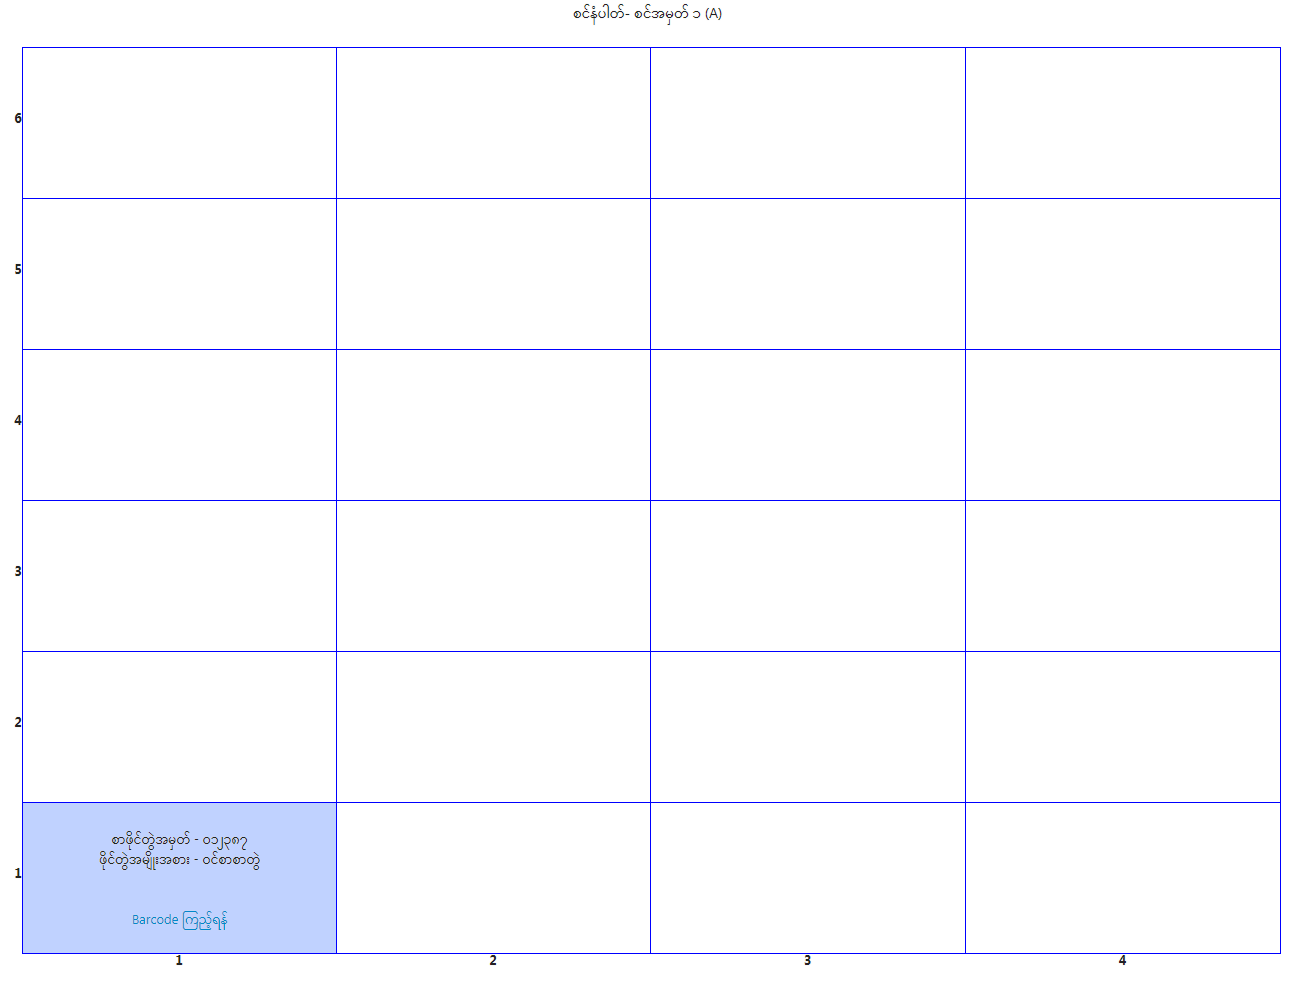 စင်နံပါတ်- စင်အမှတ် ၁ (A)
6
5
4
3
2
1
စာဖိုင်တွဲအမှတ် - ၀၁၂၃၈၇
ဖိုင်တွဲအမျိုးအစား - ဝင်စာစာတွဲ
Barcode ကြည့်ရန်
1 2 3 4